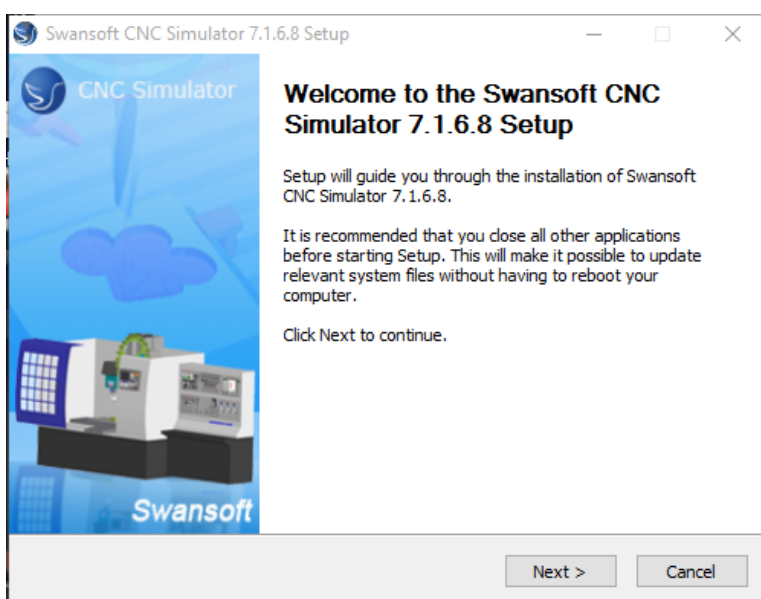 Swansoft CNC Simulator 7.1.6.8 Setup
CNC Simulator
Welcome to the Swansoft CNC
Simulator 7.1.6.8 Setup
Setup will guide you through the installation of Swansoft
CNC Simulator 7.1.6.8.
It is recommended that you close all other applications
before starting Setup. This will make it possible to update
relevant system files without having to reboot your
computer.
Click Next to continue.
Swansoft
Next >
Cancel